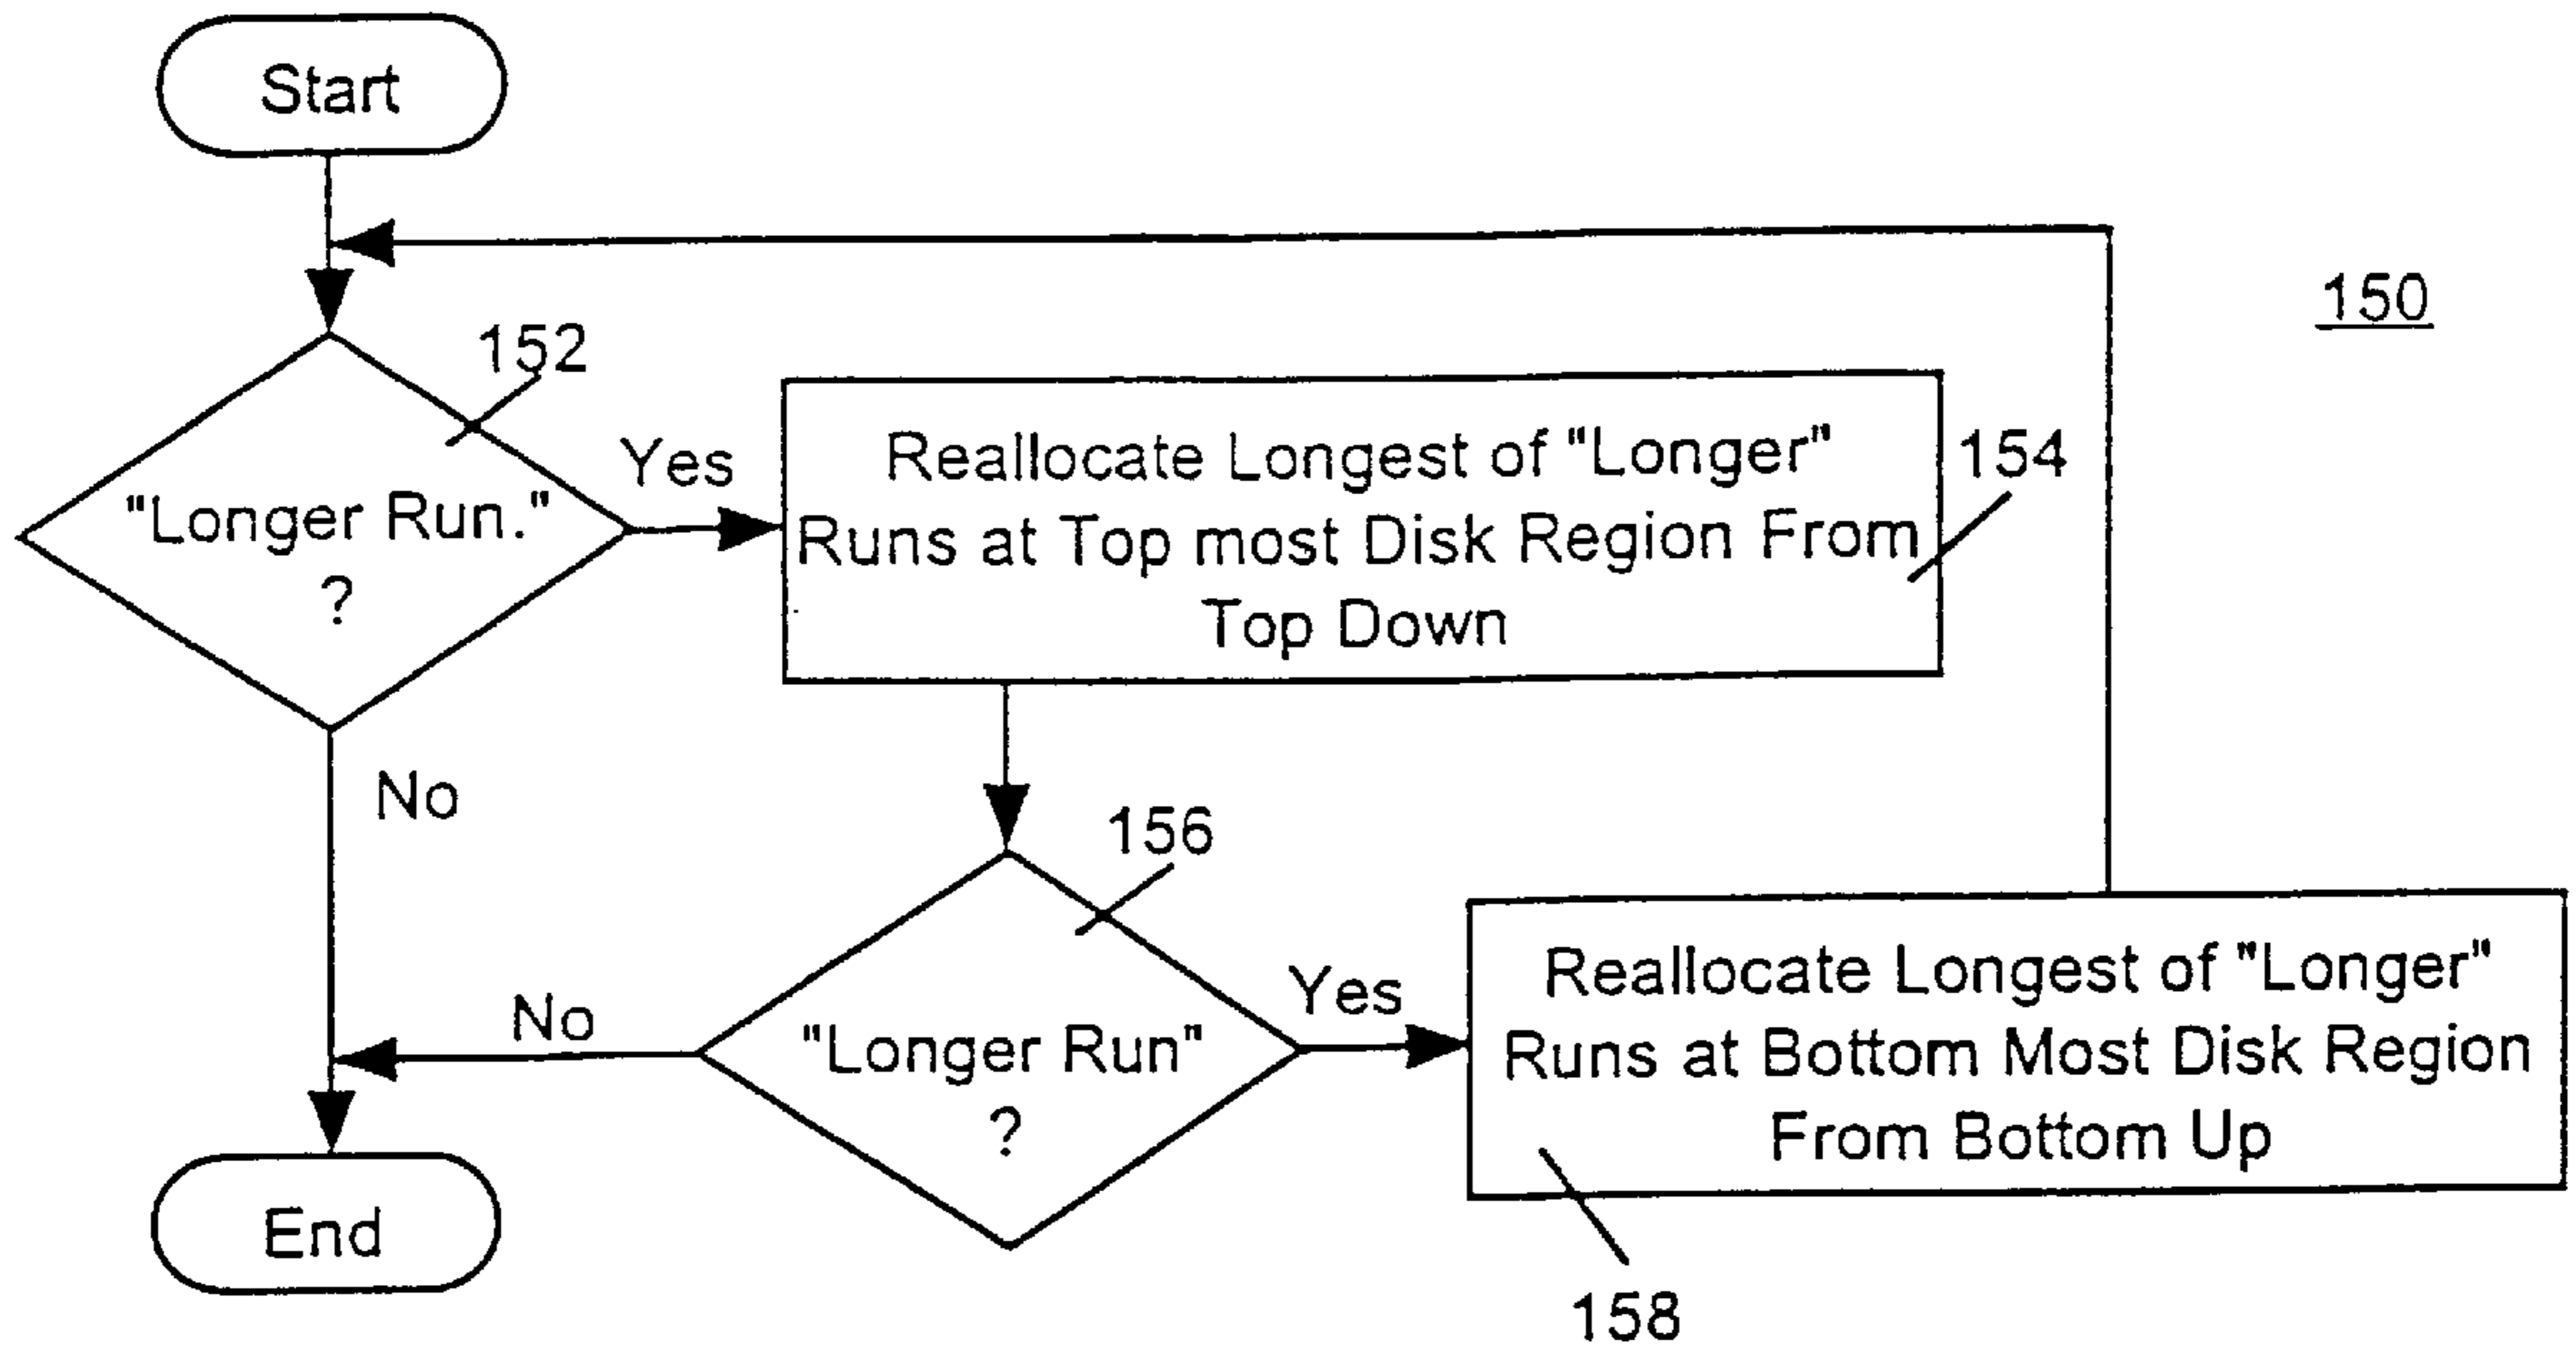 Start
150
152
"Longer Run."
?
Yes
Reallocate Longest of "Longer"
Runs at Top most Disk Region From
Top Down
154
No
156
"Longer Run"
?
No
Yes
Reallocate Longest of "Longer"
Runs at Bottom Most Disk Region
From Bottom Up
158
End